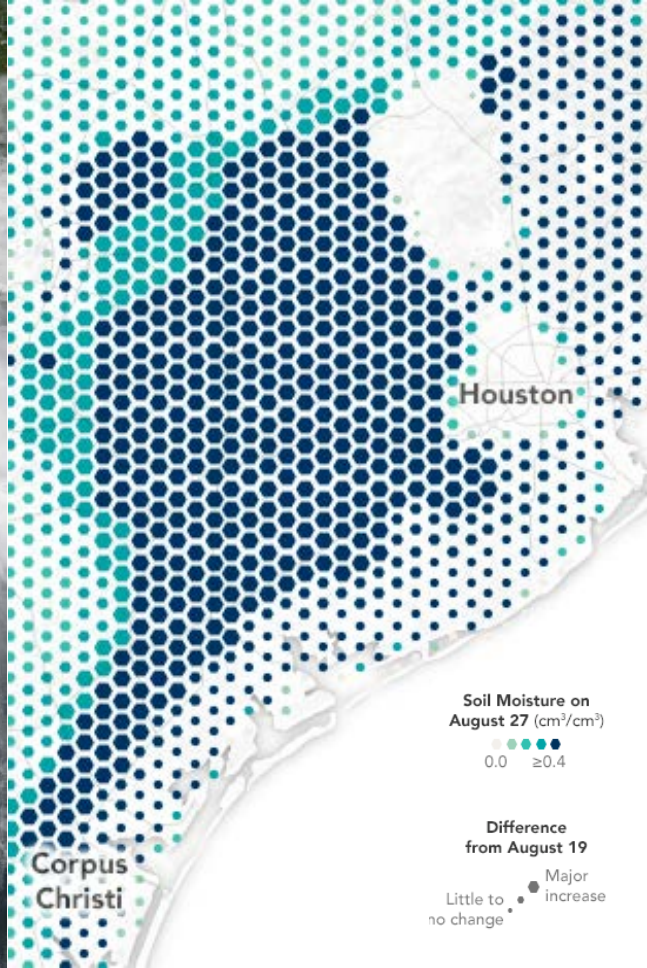 Houston
Soil Moisture on
August 27 (cm³/cm³)
0.0 ≥0.4
Difference
from August 19
Major
increase
Little to
no change
Corpus
Christi